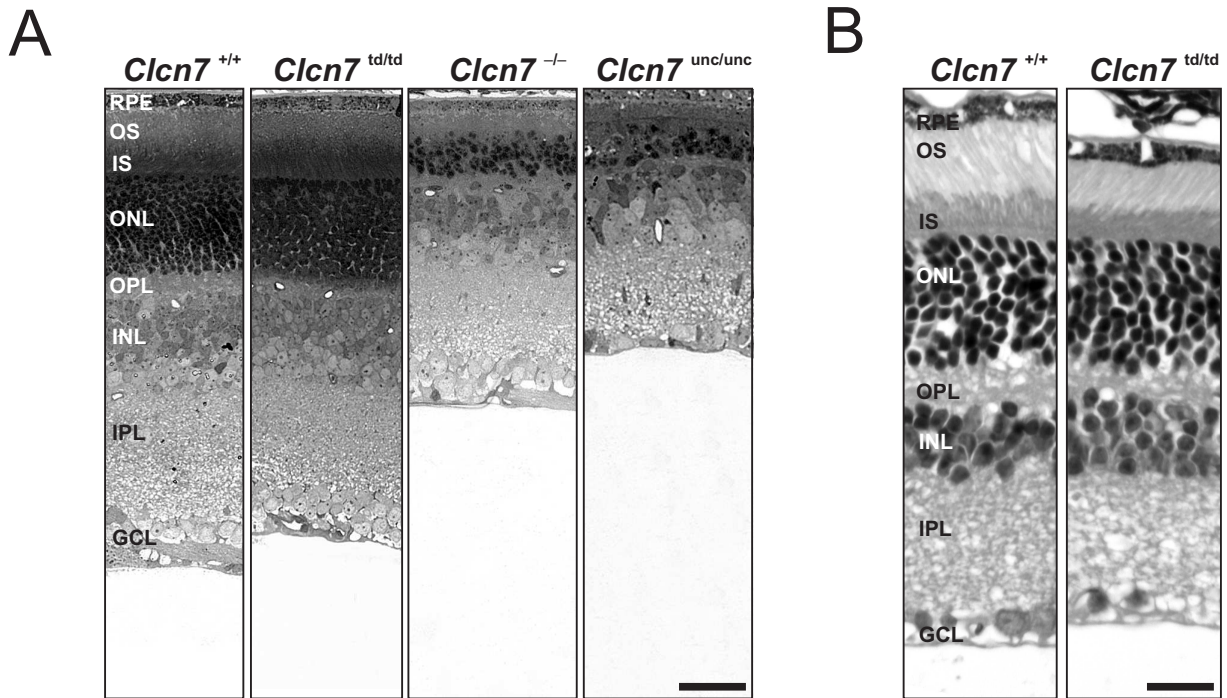 A
B
Clcn7 +/+
Clcn7 td/td
Clcn7 –/–
Clcn7 unc/unc
RPE
OS
IS
ONL
OPL
INL
IPL
GCL
Clcn7 +/+
Clcn7 td/td
RPE
OS
IS
ONL
OPL
INL
IPL
GCL